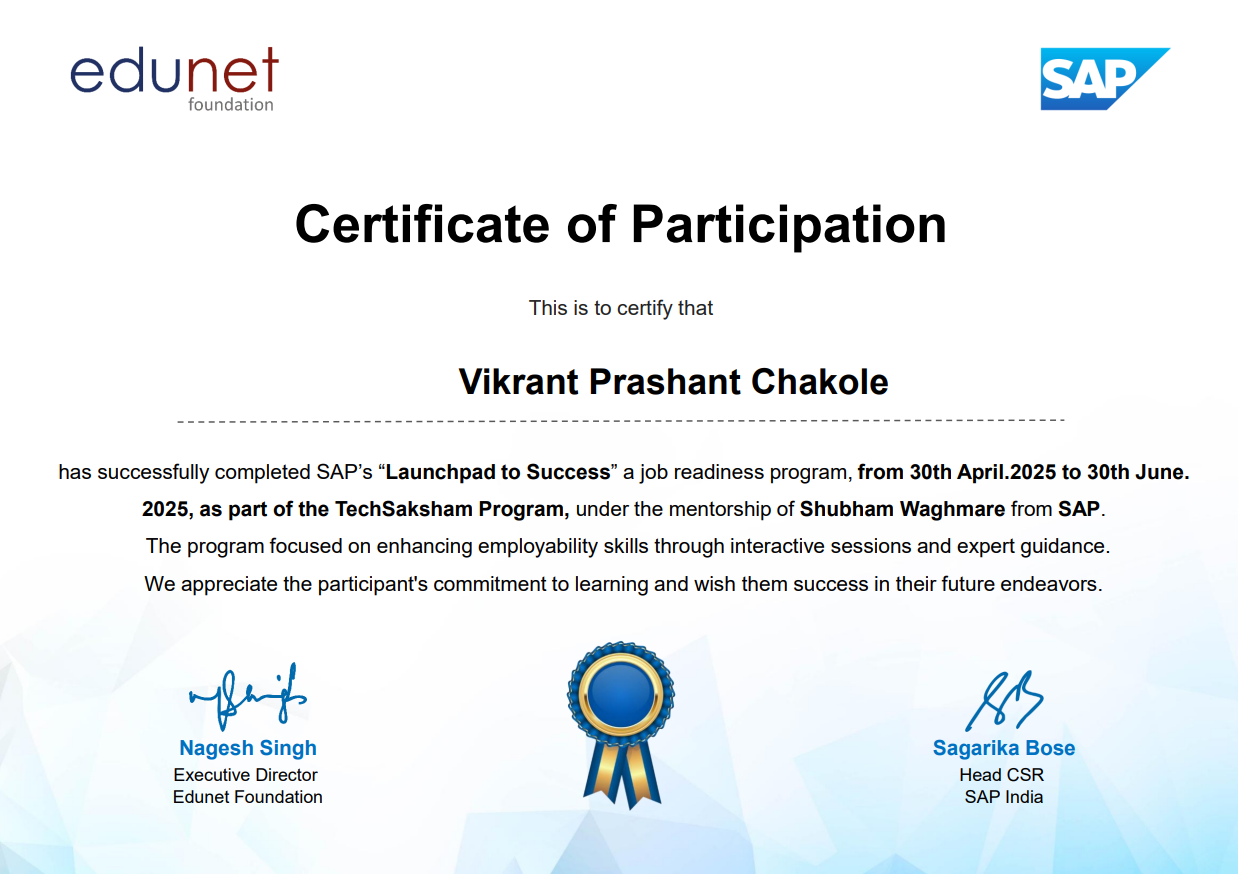 edunet
foundation
SAP
Certificate of Participation
This is to certify that
Vikrant Prashant Chakole
has successfully completed SAP’s “Launchpad to Success” a job readiness program, from 30th April.2025 to 30th June.
2025, as part of the TechSaksham Program, under the mentorship of Shubham Waghmare from SAP.
The program focused on enhancing employability skills through interactive sessions and expert guidance.
We appreciate the participant's commitment to learning and wish them success in their future endeavors.
Nagesh Singh
Executive Director
Edunet Foundation
Sagarika Bose
Head CSR
SAP India